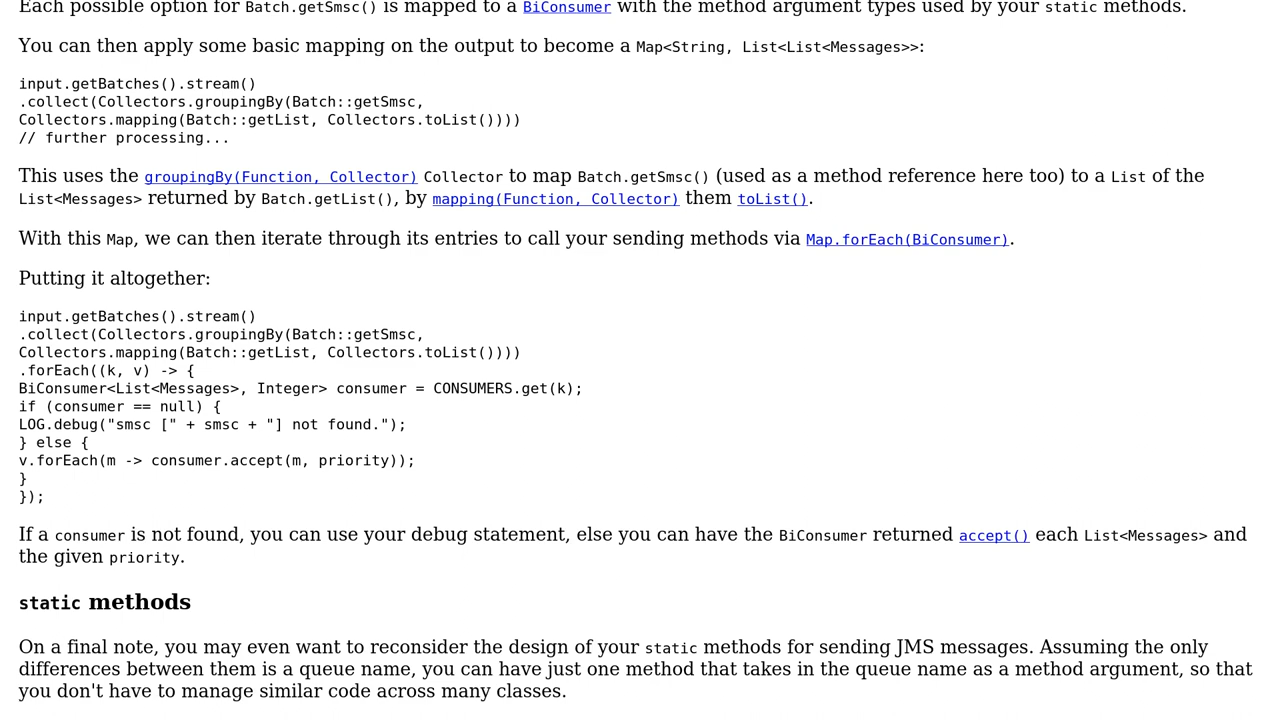 Each possible option for Batch.getSmsc() is mapped to a BiConsumer with the method argument types used by your static methods.
You can then apply some basic mapping on the output to become a Map<String, List<List<Messages>>:
input.getBatches().stream()
.collect(Collectors.groupingBy(Batch::getSmsc,
Collectors.mapping(Batch::getList, Collectors.toList())))
// further processing...
This uses the groupingBy(Function, Collector) Collector to map Batch.getSmsc() (used as a method reference here too) to a List of the
List<Messages> returned by Batch.getList(), by mapping(Function, Collector) them toList().
With this Map, we can then iterate through its entries to call your sending methods via Map.forEach(BiConsumer).
Putting it altogether:
input.getBatches().stream()
.collect(Collectors.groupingBy(Batch::getSmsc,
Collectors.mapping(Batch::getList, Collectors.toList())))
.forEach((k, v) -> {
BiConsumer<List<Messages>, Integer> consumer = CONSUMERS.get(k);
if (consumer == null) {
LOG.debug("smsc [" + smsc + "] not found.");
} else {
v.forEach(m -> consumer.accept(m, priority));
}
});
If a consumer is not found, you can use your debug statement, else you can have the BiConsumer returned accept() each List<Messages> and
the given priority.
static methods
On a final note, you may even want to reconsider the design of your static methods for sending JMS messages. Assuming the only
differences between them is a queue name, you can have just one method that takes in the queue name as a method argument, so that
you don't have to manage similar code across many classes.